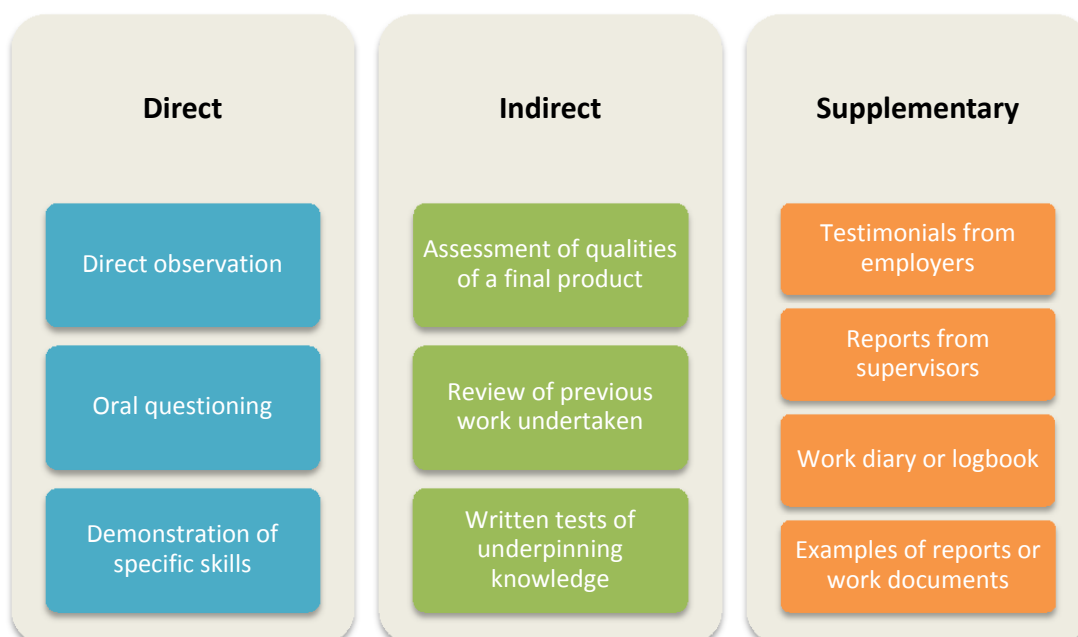 Direct
Direct observation
Oral questioning
Demonstration of
specific skills
Indirect
Assessment of qualities
of a final product
Review of previous
work undertaken
Written tests of
underpinning
knowledge
Supplementary
Testimonials from
employers
Reports from
supervisors
Work diary or logbook
Examples of reports or
work documents